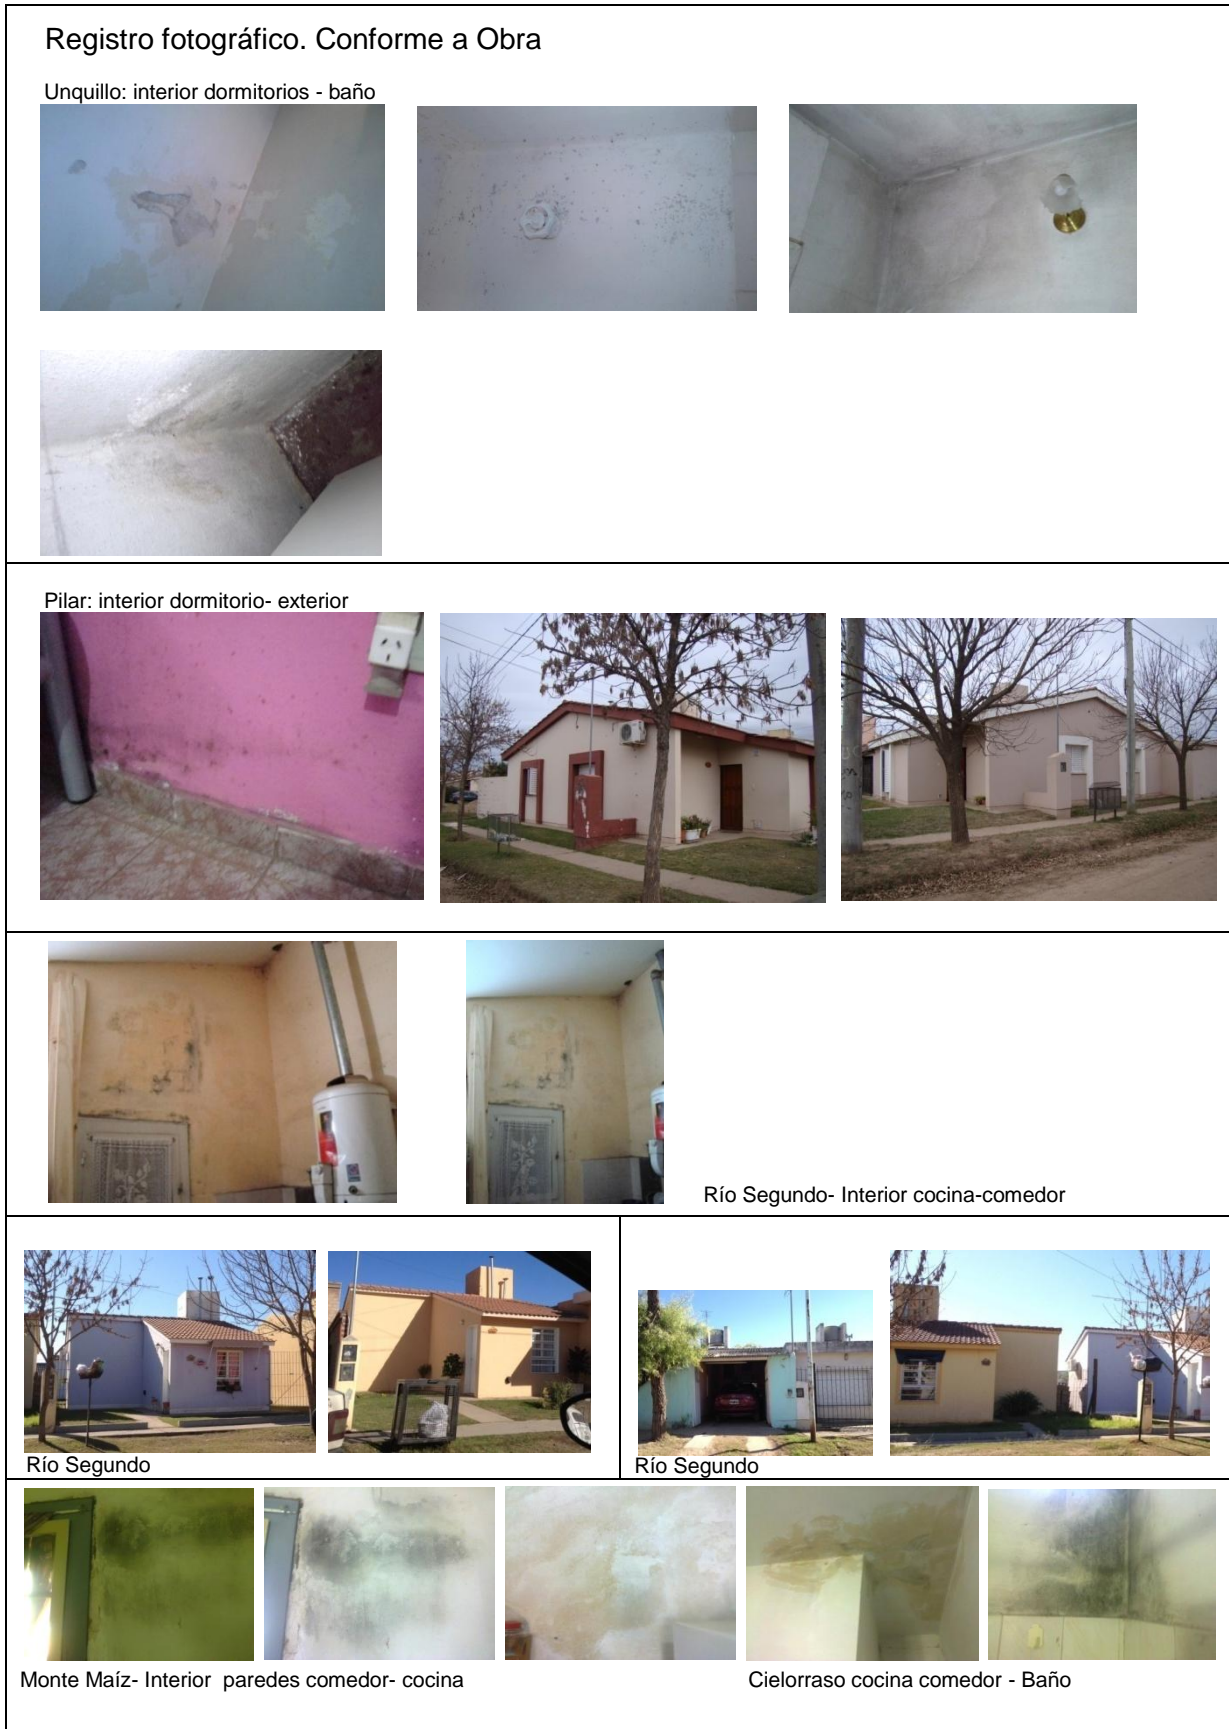 Registro fotográfico. Conforme a Obra
Unquillo: interior dormitorios - baño
Pilar: interior dormitorio- exterior
Río Segundo- Interior cocina-comedor
Río Segundo
Río Segundo
Monte Maíz- Interior  paredes comedor- cocina
Cielorraso cocina comedor - Baño